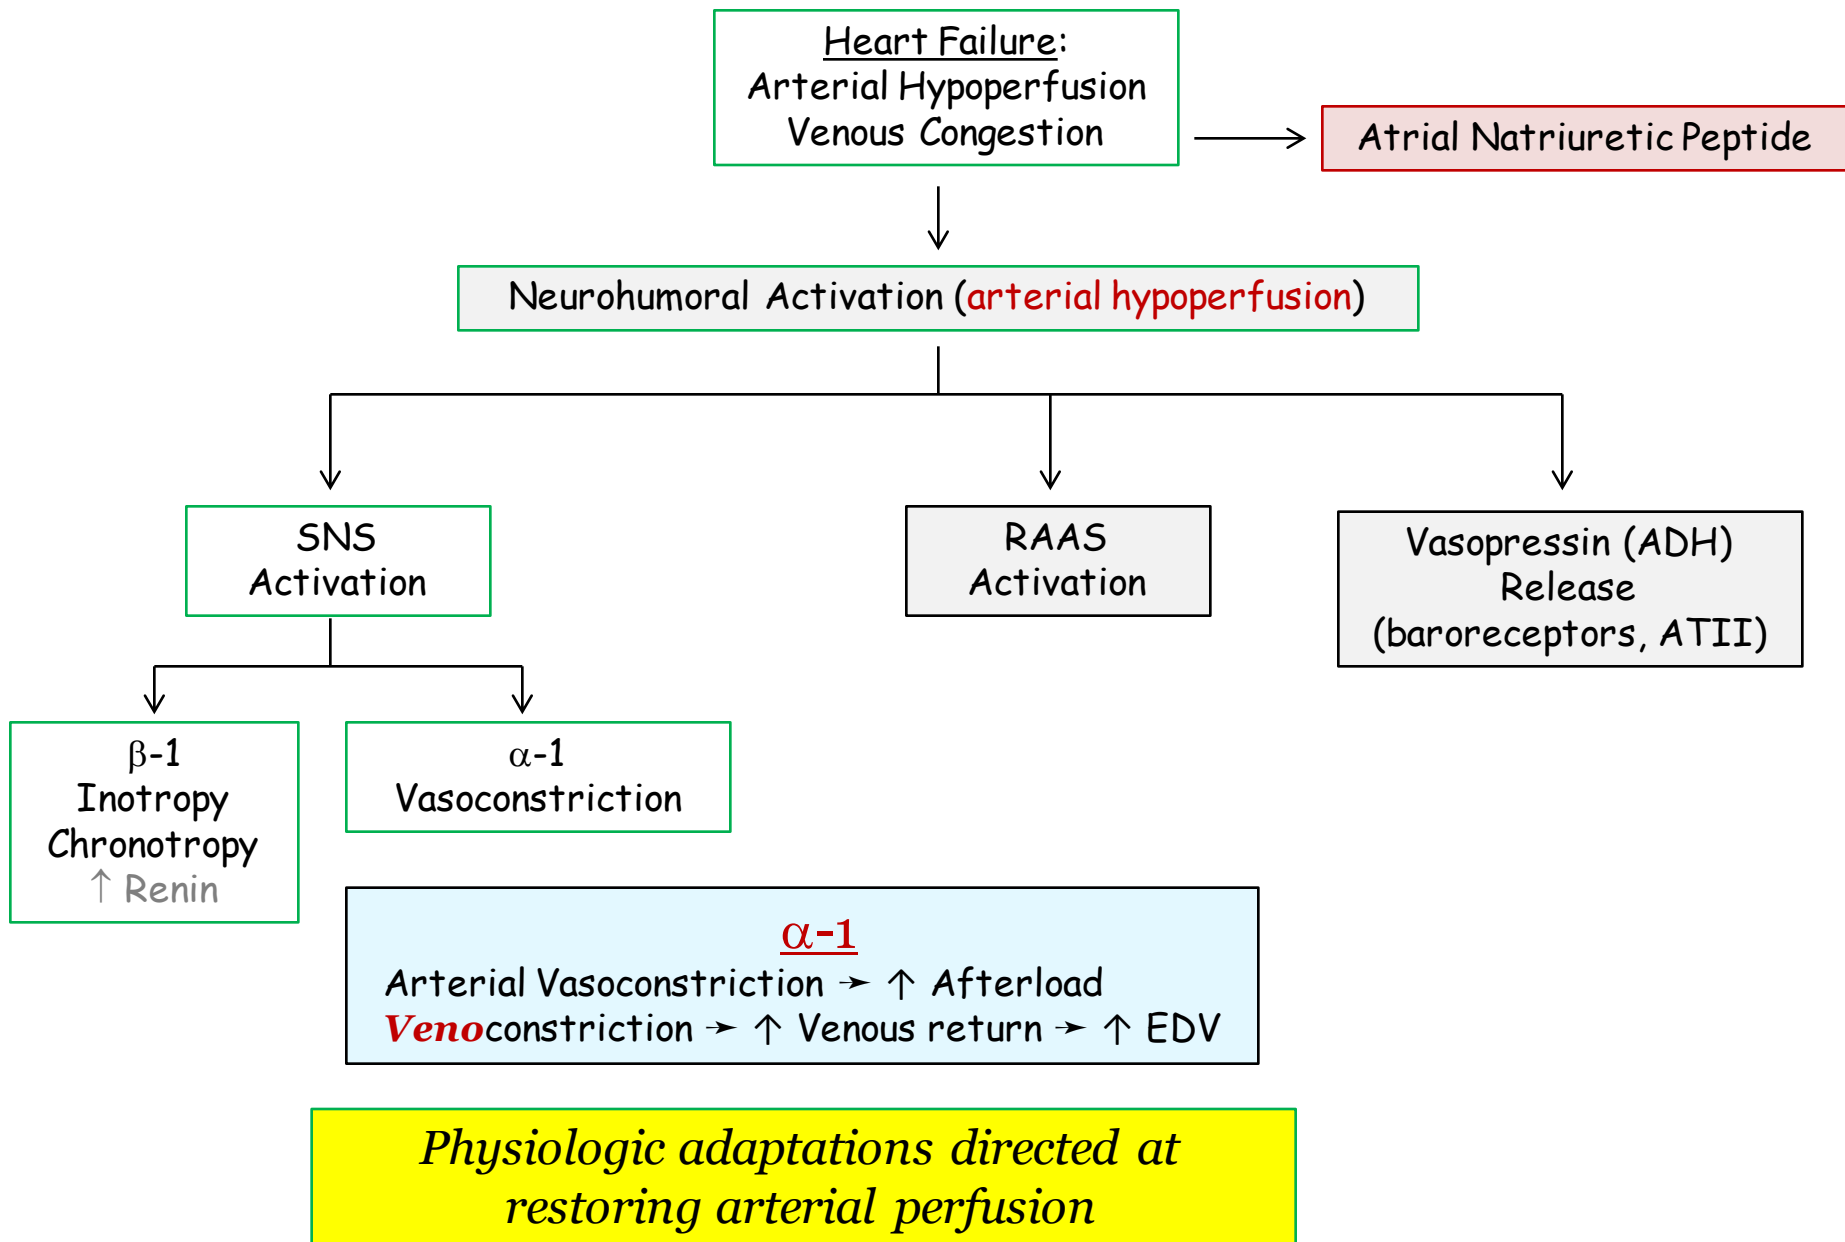 Heart Failure:
Arterial Hypoperfusion
Venous Congestion
Atrial Natriuretic Peptide
Neurohumoral Activation (arterial hypoperfusion)
SNS
Activation
RAAS
Activation
Vasopressin (ADH)
Release
(baroreceptors, ATII)
β-1
Inotropy
Chronotropy
↑ Renin
α-1
Vasoconstriction
α-1
Arterial Vasoconstriction ➛ ↑ Afterload
Venoconstriction ➛ ↑ Venous return ➛ ↑ EDV
Physiologic adaptations directed at
restoring arterial perfusion